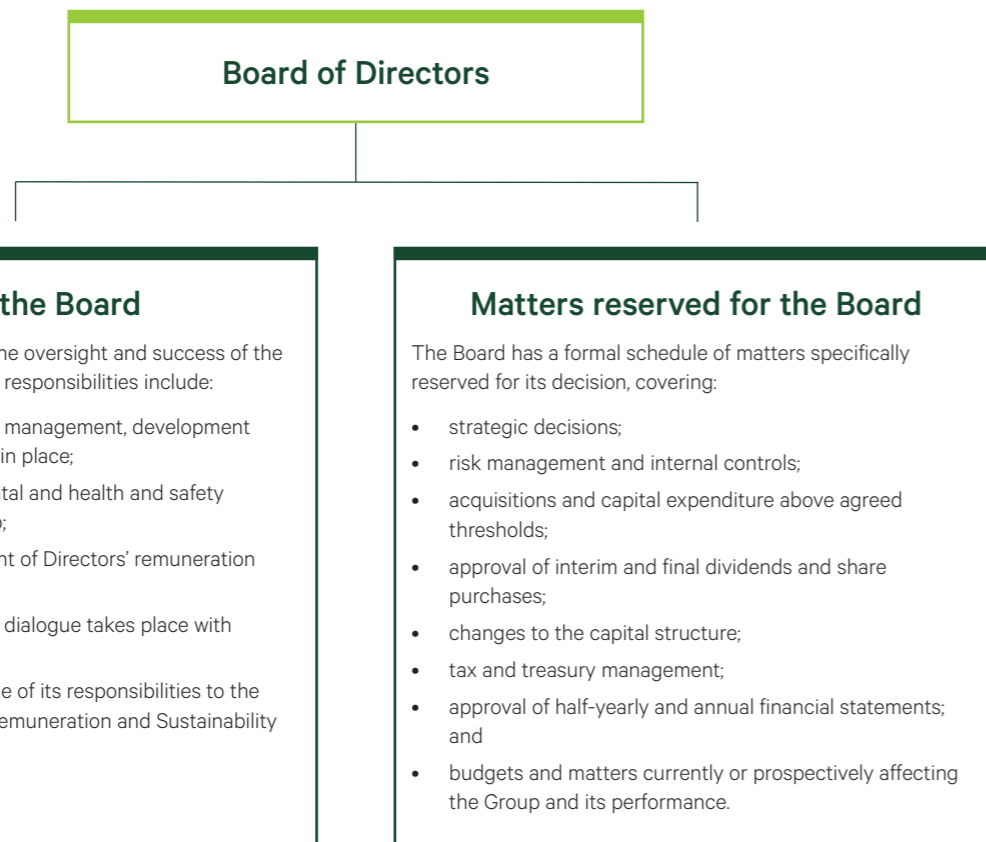 Board of Directors
the Board
oversight and success of the
responsibilities include:
management, development
in place;
and health and safety
of Directors’ remuneration
dialogue takes place with
of its responsibilities to the
and Sustainability
Matters reserved for the Board
The Board has a formal schedule of matters specifically
reserved for its decision, covering:
• strategic decisions;
• risk management and internal controls;
• acquisitions and capital expenditure above agreed
thresholds;
• approval of interim and final dividends and share
purchases;
• changes to the capital structure;
• tax and treasury management;
• approval of half-yearly and annual financial statements;
and
• budgets and matters currently or prospectively affecting
the Group and its performance.